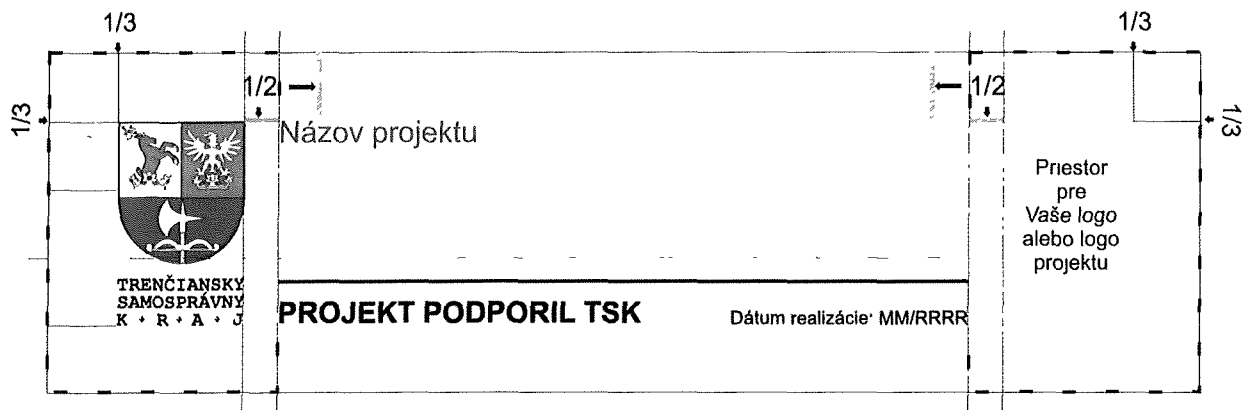 1/3
1/3
1/2
1/2
1/3
1/3
Názov projektu
Priestor
pre
Vaše logo
alebo logo
projektu
TRENČIANSKY
SAMOSPRÁVNY
K • R • A • J
PROJEKT PODPORIL TSK
Dátum realizácie: MM/RRRR